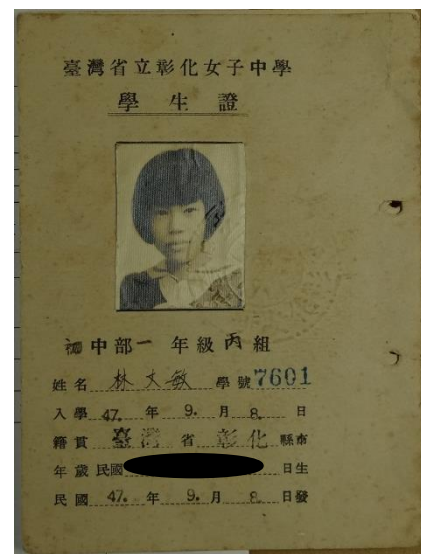 臺灣省立彰化女子中學
學生證
初中部一年級丙組
姓名 林文敏 學號 7601
入學 47. 年 9. 月 8. 日
籍貫 臺灣 省 彰化 縣市
年歲 民國 日生
民國 47. 年 9. 月 8. 日發